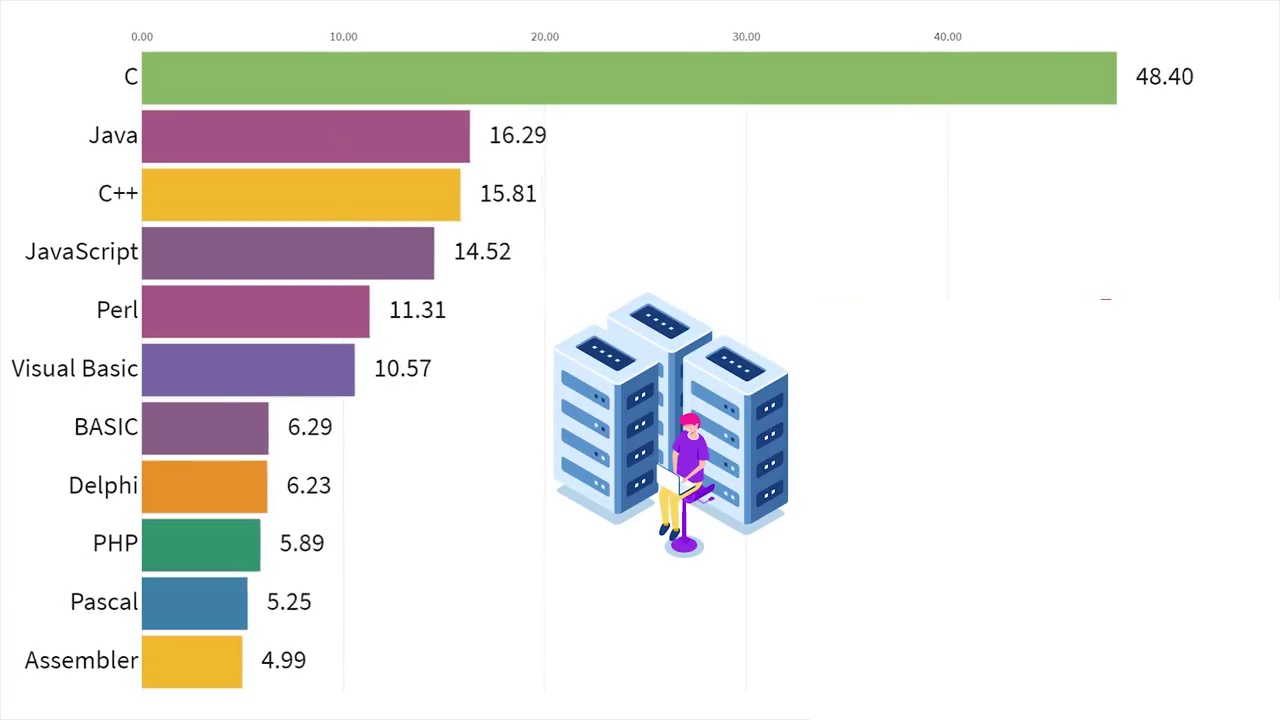 0.00 10.00 20.00 30.00 40.00
C 48.40
Java 16.29
C++ 15.81
JavaScript 14.52
Perl 11.31
Visual Basic 10.57
BASIC 6.29
Delphi 6.23
PHP 5.89
Pascal 5.25
Assembler 4.99